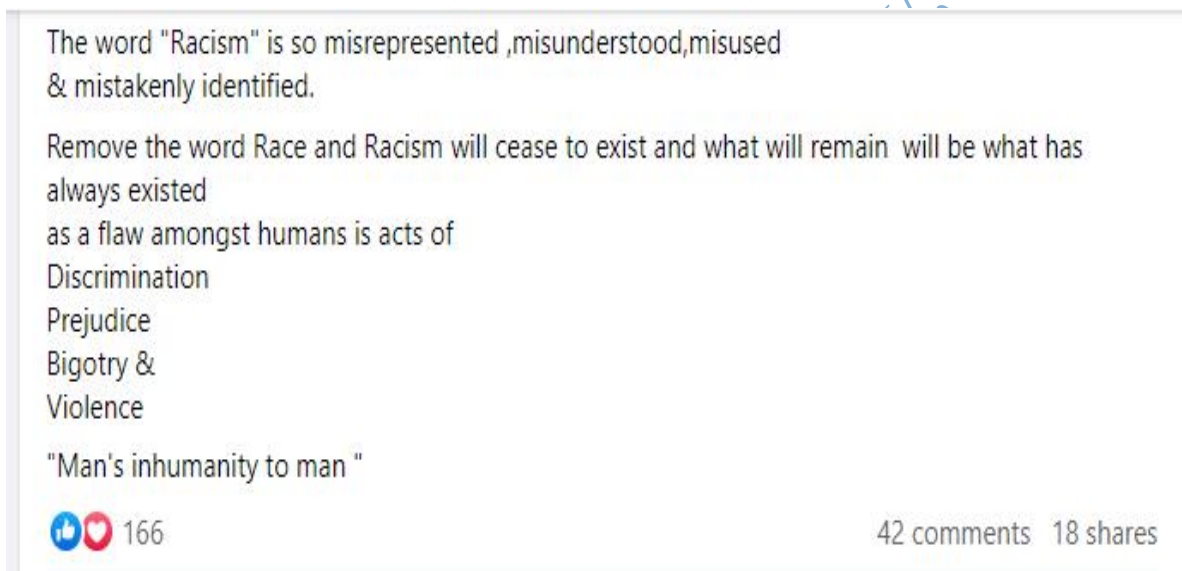 The word "Racism" is so misrepresented ,misunderstood,misused
& mistakenly identified.
Remove the word Race and Racism will cease to exist and what will remain  will be what has
always existed
as a flaw amongst humans is acts of
Discrimination
Prejudice
Bigotry &
Violence
"Man's inhumanity to man "
166
42 comments 18 shares